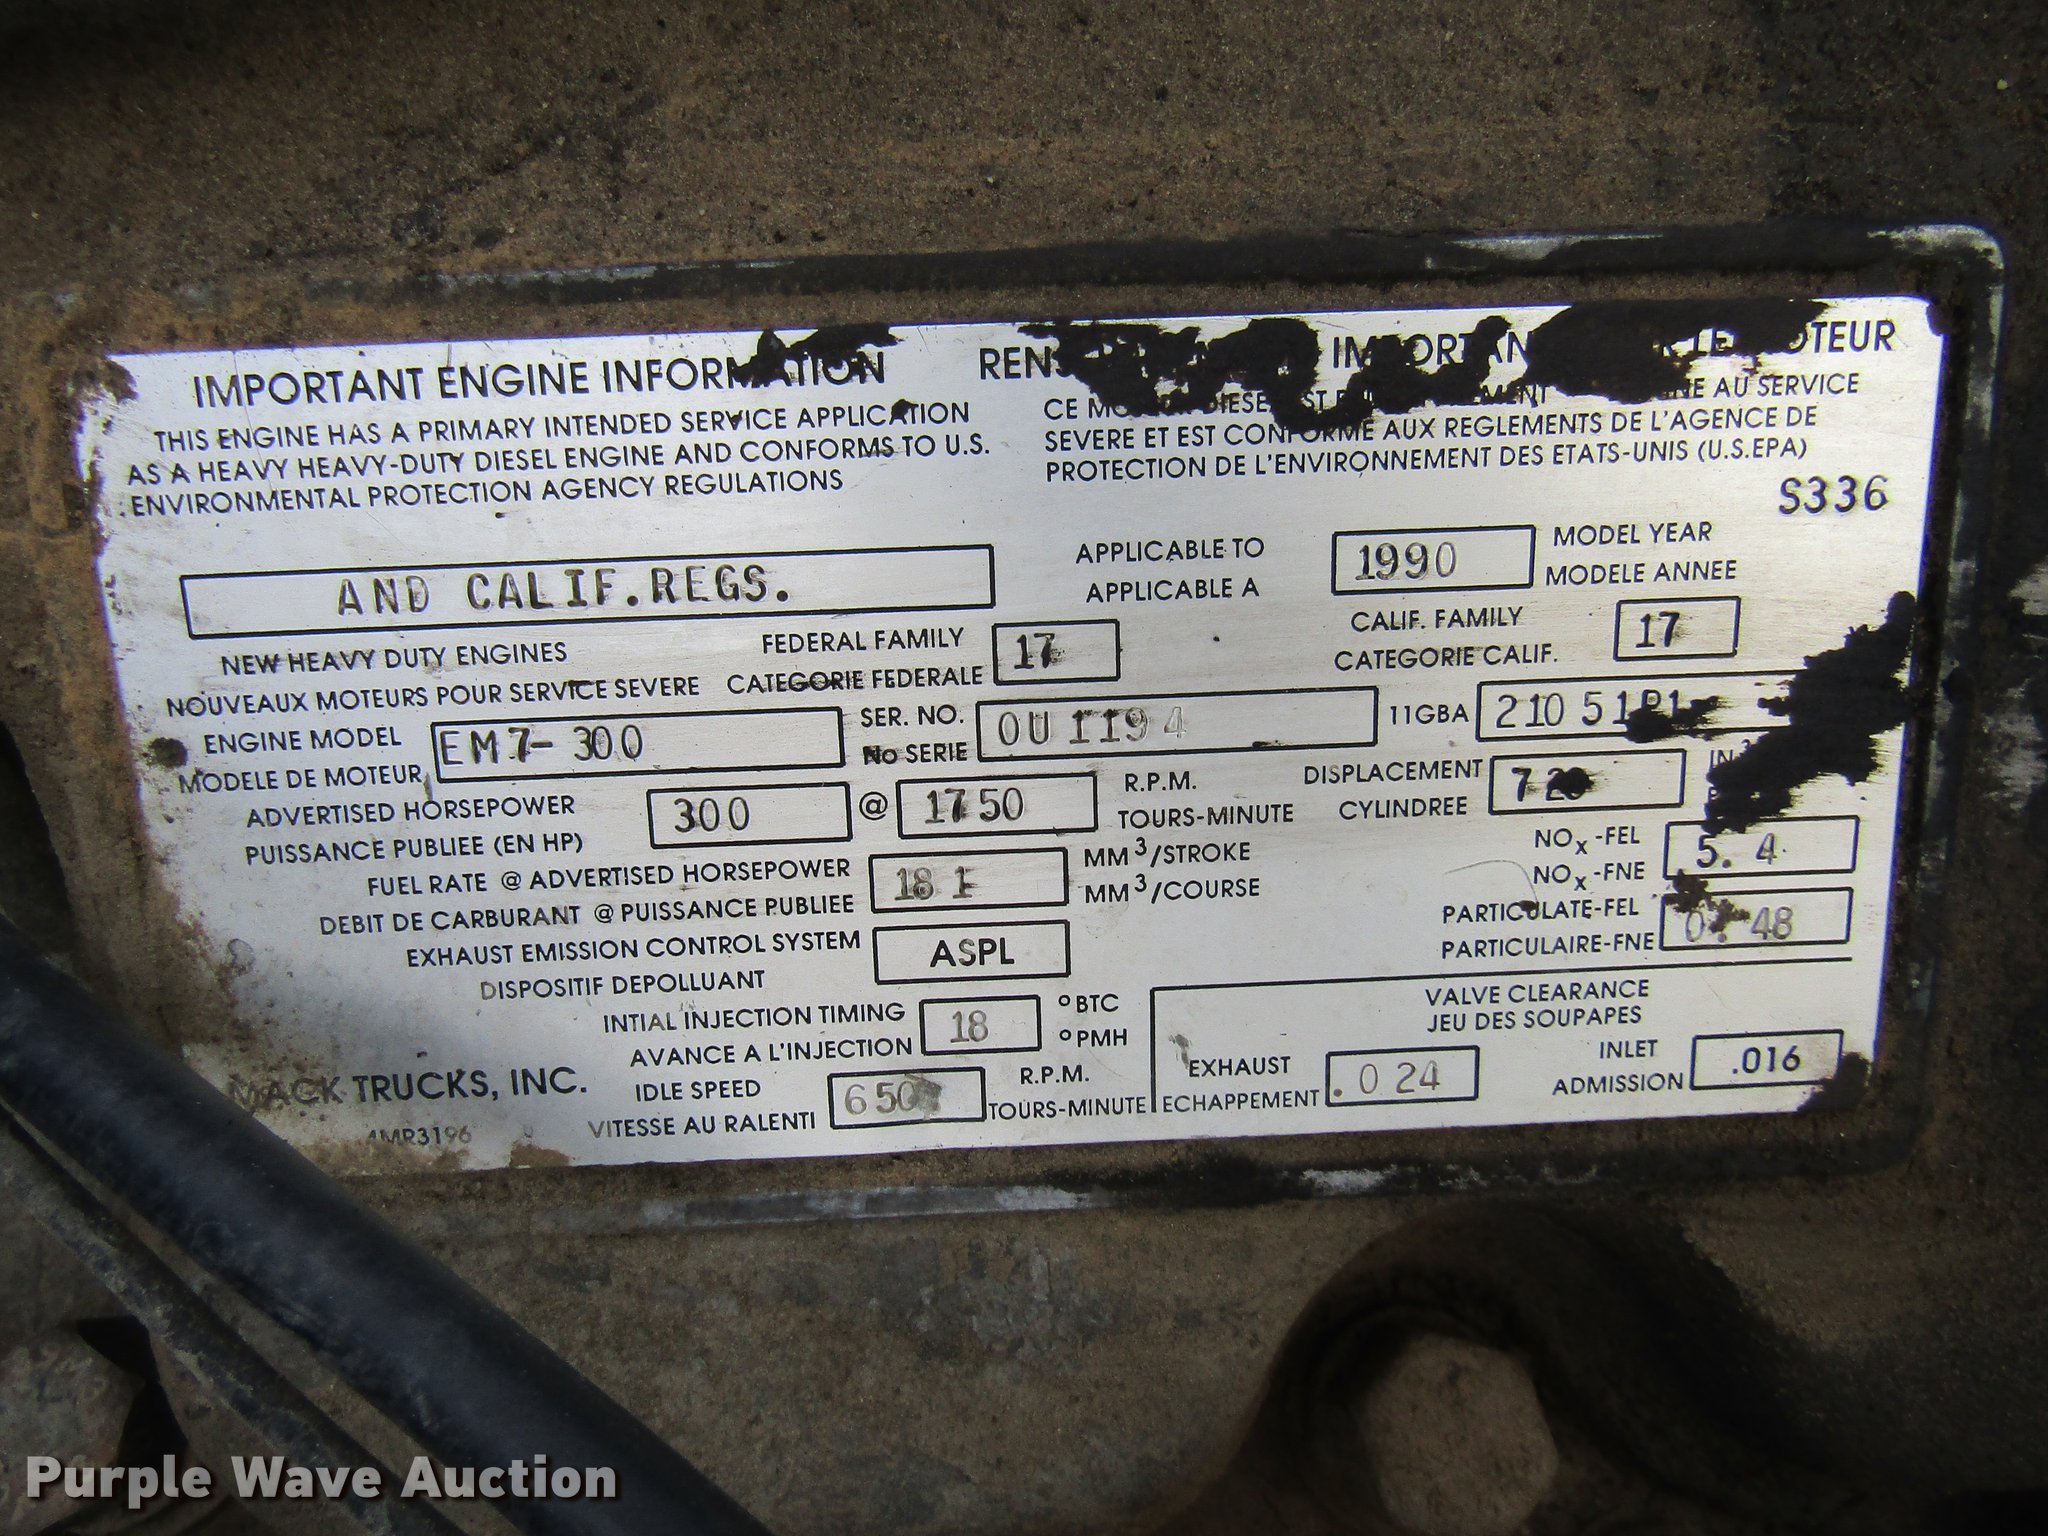 IMPORTANT ENGINE INFORMATION
THIS ENGINE HAS A PRIMARY INTENDED SERVICE APPLICATION
AS A HEAVY HEAVY-DUTY DIESEL ENGINE AND CONFORMS TO U.S.
ENVIRONMENTAL PROTECTION AGENCY REGULATIONS
IMPORTANT MOTEUR
CE AU SERVICE
SEVERE ET EST CONFORME AUX REGLEMENTS DE L'AGENCE DE
PROTECTION DE L'ENVIRONNEMENT DES ETATS-UNIS (U.S.EPA)
S336
AND CALIF.REGS.
APPLICABLE TO
APPLICABLE A
1990
MODEL YEAR
MODELE ANNEE
NEW HEAVY DUTY ENGINES
NOUVEAUX MOTEURS POUR SERVICE SEVERE
FEDERAL FAMILY
CATEGORIE FEDERALE
17
CALIF. FAMILY
CATEGORIE CALIF.
17
ENGINE MODEL
MODELE DE MOTEUR
EM7-300
SER. NO.
No SERIE
0U1194
11GBA
ADVERTISED HORSEPOWER
PUISSANCE PUBLIEE (EN HP)
300
@
1750
R.P.M.
TOURS-MINUTE
DISPLACEMENT
CYLINDREE
FUEL RATE @ ADVERTISED HORSEPOWER
DEBIT DE CARBURANT @ PUISSANCE PUBLIEE
181
MM3/STROKE
MM3/COURSE
NOX-FEL
NOX-FNE
5.4
EXHAUST EMISSION CONTROL SYSTEM
DISPOSITIF DEPOLLUANT
ASPL
PARTICULATE-FEL
PARTICULAIRE-FNE
0.48
INTIAL INJECTION TIMING
AVANCE A L'INJECTION
18
°BTC
°PMH
VALVE CLEARANCE
JEU DES SOUPAPES
EXHAUST
ECHAPPEMENT
.024
INLET
ADMISSION
.016
MACK TRUCKS, INC.
4MR3196
IDLE SPEED
VITESSE AU RALENTI
650
R.P.M.
TOURS-MINUTE
Purple Wave Auction